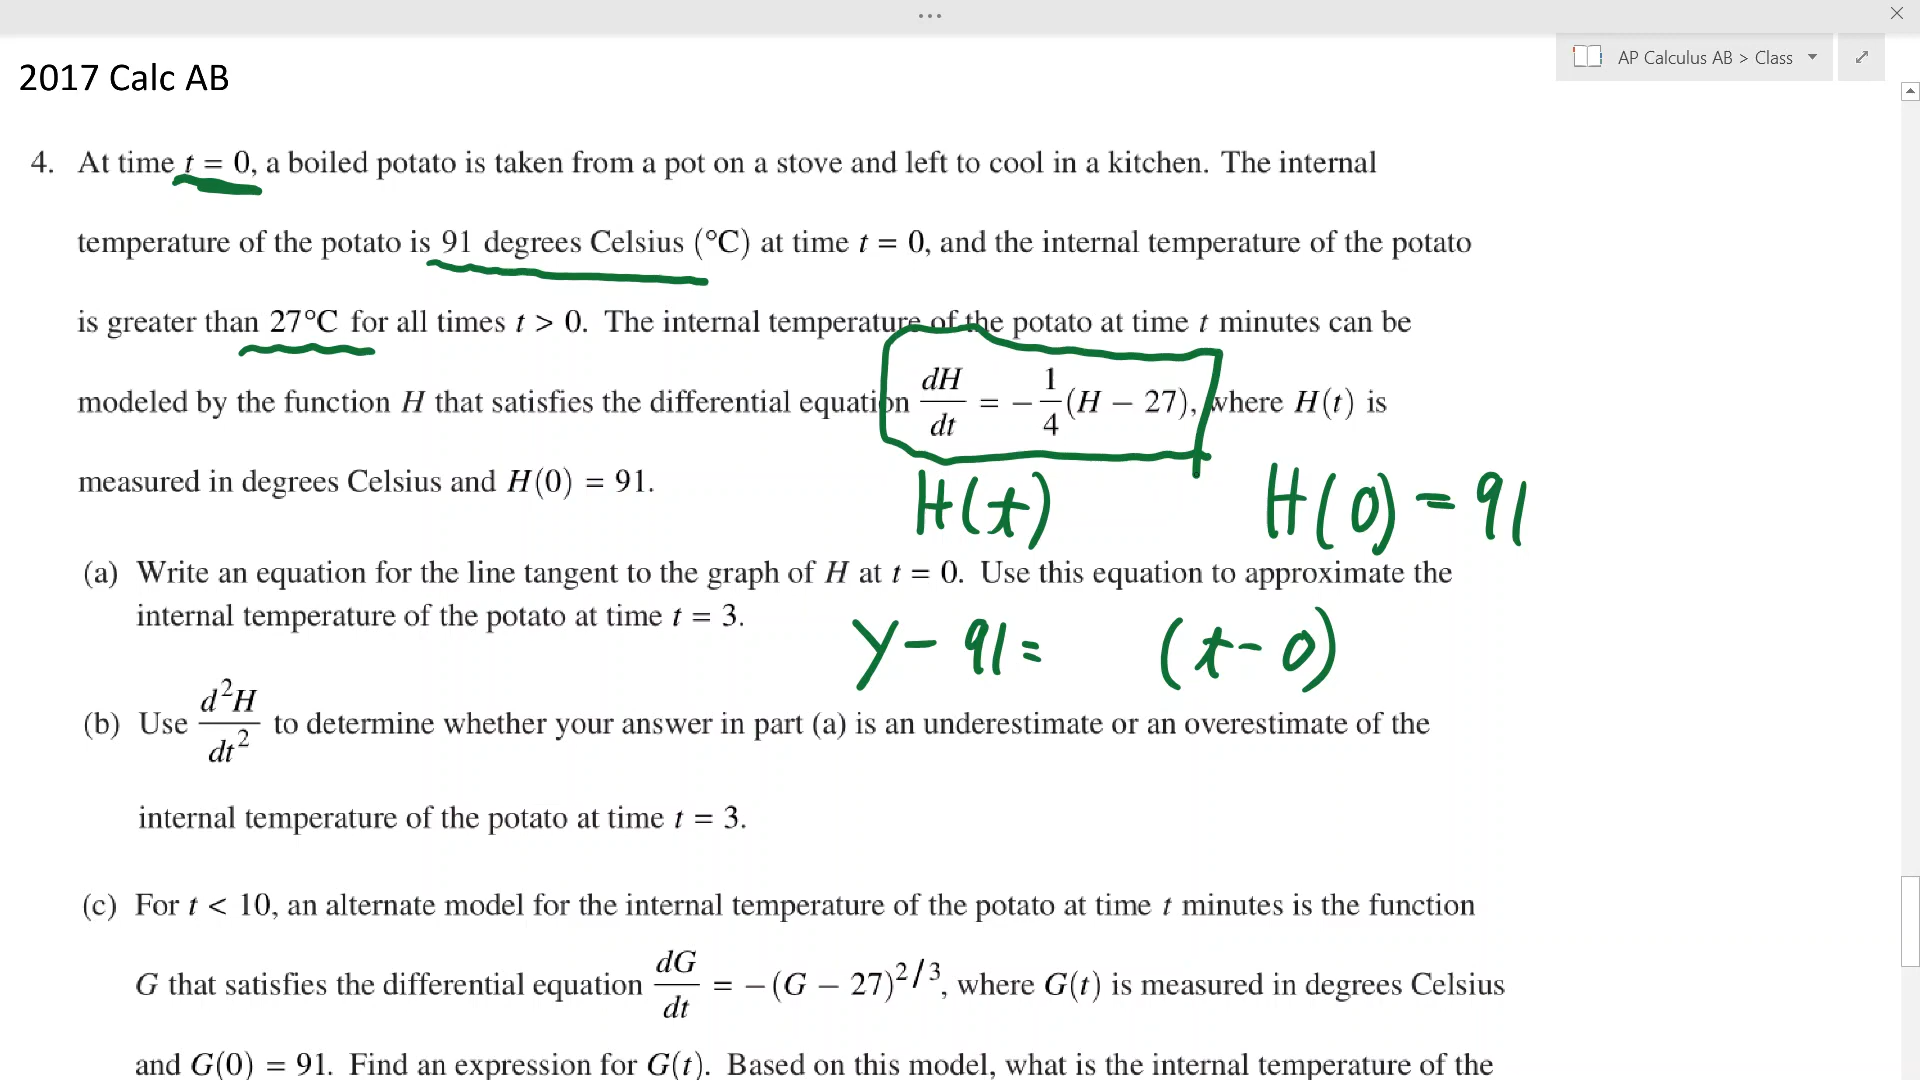 AP Calculus AB > Class
2017 Calc AB
4. At time t = 0, a boiled potato is taken from a pot on a stove and left to cool in a kitchen. The internal
temperature of the potato is 91 degrees Celsius (°C) at time t = 0, and the internal temperature of the potato
is greater than 27°C for all times t > 0. The internal temperature of the potato at time t minutes can be
modeled by the function H that satisfies the differential equation dH/dt = −1/4(H − 27), where H(t) is
measured in degrees Celsius and H(0) = 91.
H(t) H(0) = 91
(a) Write an equation for the line tangent to the graph of H at t = 0. Use this equation to approximate the
internal temperature of the potato at time t = 3.
y − 91 = (t − 0)
(b) Use d²H/dt² to determine whether your answer in part (a) is an underestimate or an overestimate of the
internal temperature of the potato at time t = 3.
(c) For t < 10, an alternate model for the internal temperature of the potato at time t minutes is the function
G that satisfies the differential equation dG/dt = −(G − 27)^2/3, where G(t) is measured in degrees Celsius
and G(0) = 91. Find an expression for G(t). Based on this model, what is the internal temperature of the